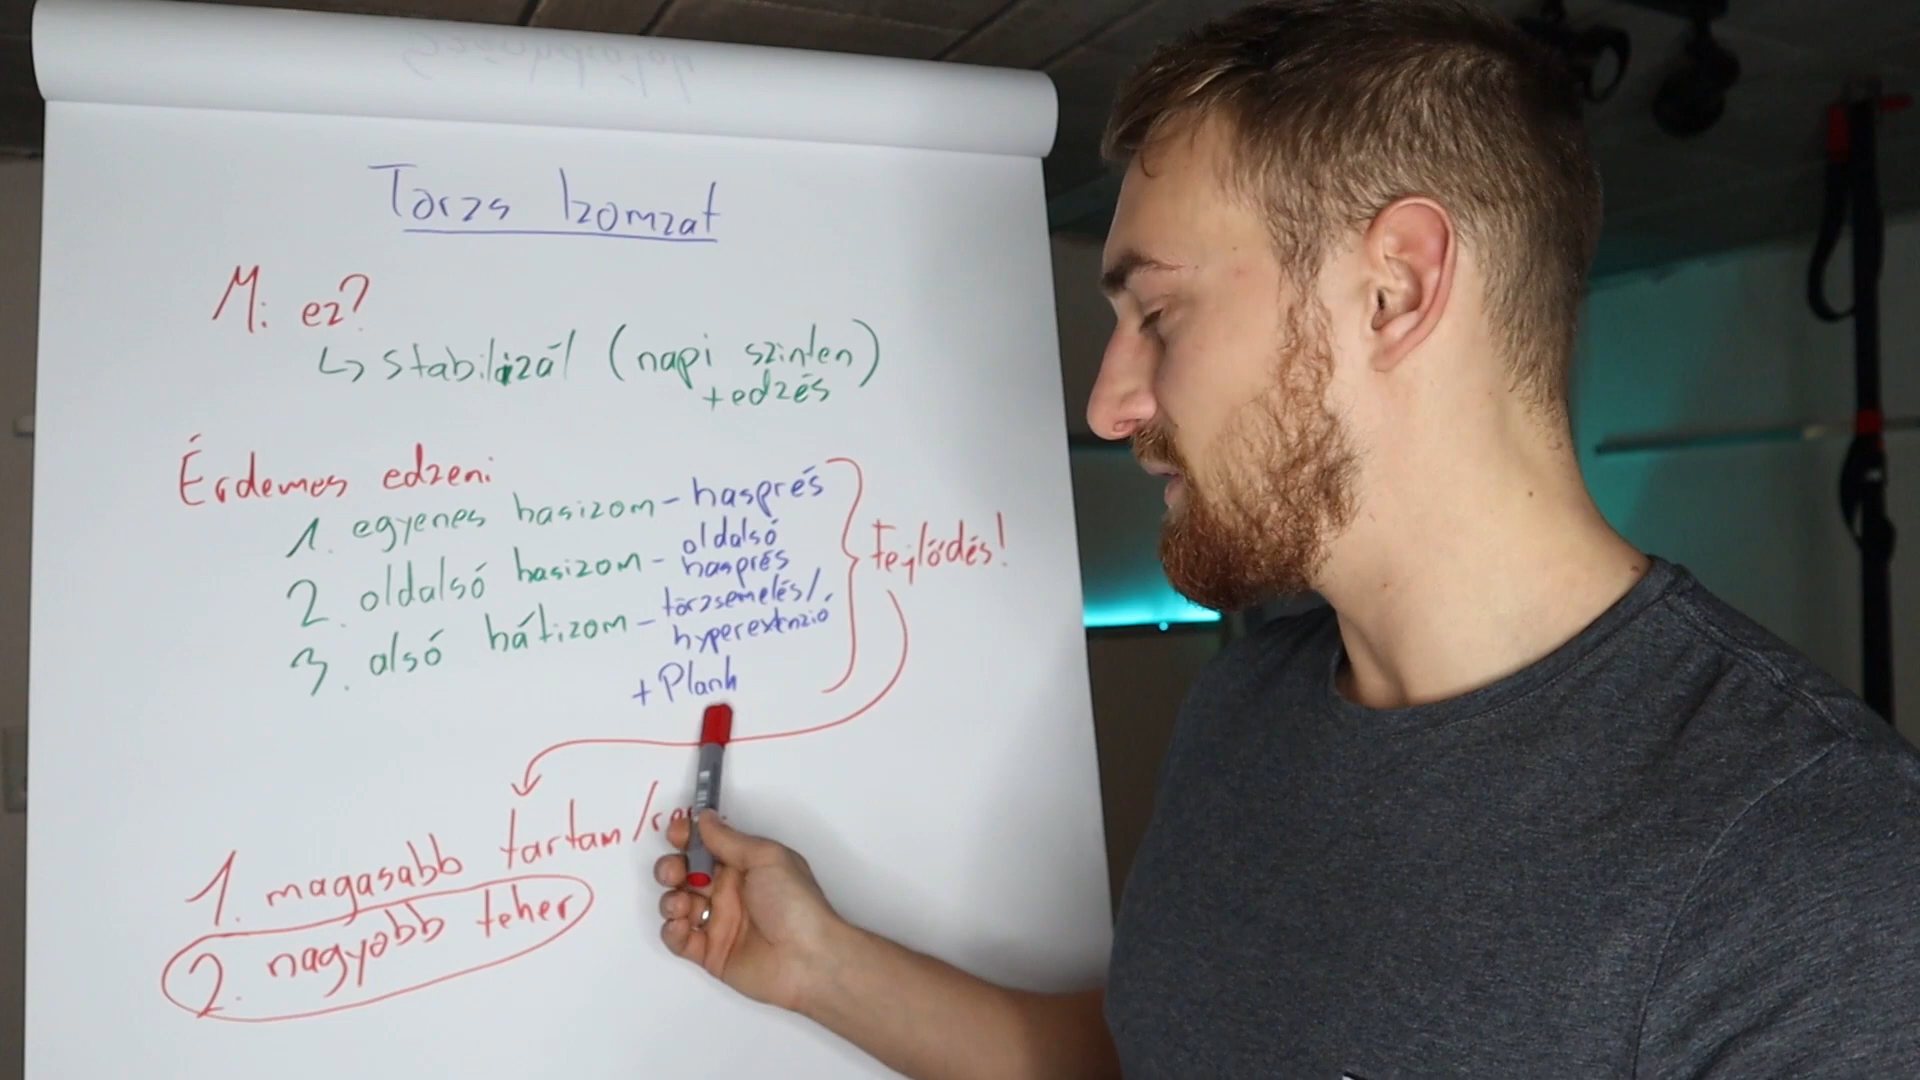 Törzs Izomzat
Mi ez?
↳ stabilizál (napi szinten)
+ edzés
Érdemes edzeni
1. egyenes hasizom - hasprés
2. oldalsó hasizom - oldalsó
hasprés
3. alsó hátizom - törzsemelés/
hyperextenzió
+ Plank
Fejlődés!
1. magasabb tartam/
2. nagyobb teher